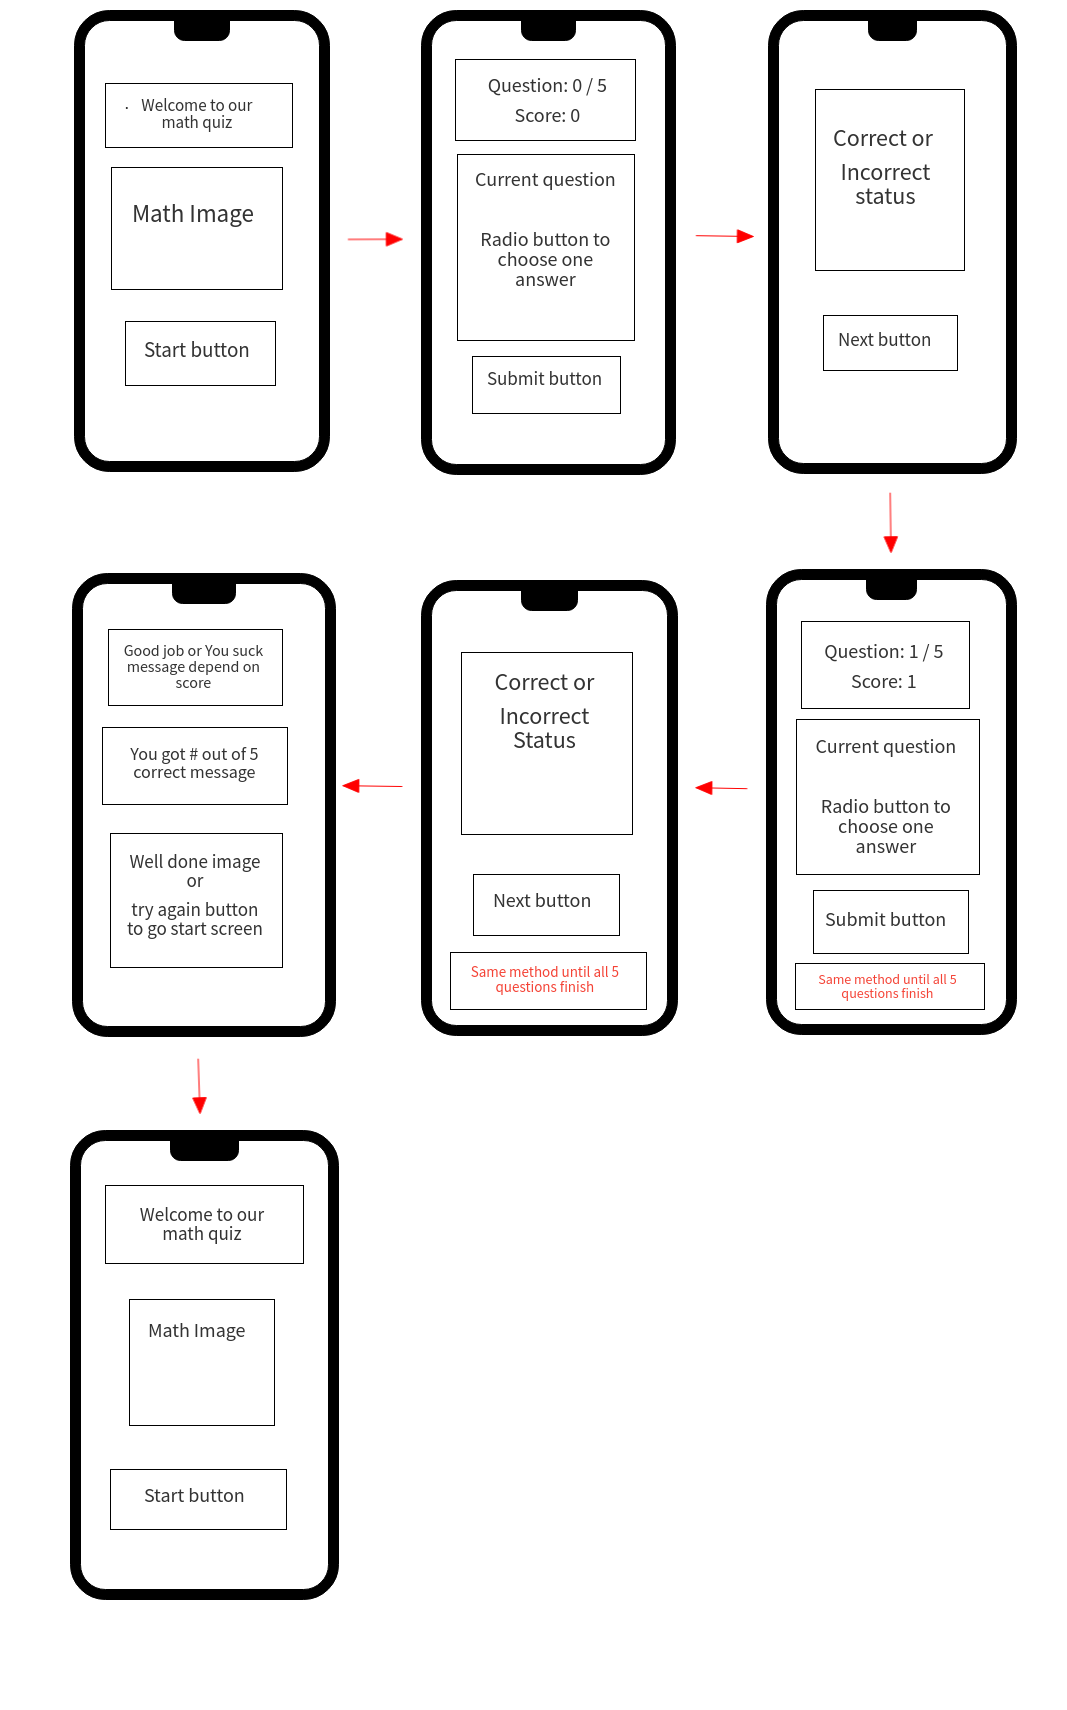 · Welcome to our
math quiz
Math Image
Start button
Question: 0 / 5
Score: 0
Current question
Radio button to
choose one
answer
Submit button
Correct or
Incorrect
status
Next button
Question: 1 / 5
Score: 1
Current question
Radio button to
choose one
answer
Submit button
Same method until all 5
questions finish
Correct or
Incorrect
Status
Next button
Same method until all 5
questions finish
Good job or You suck
message depend on
score
You got # out of 5
correct message
Well done image
or
try again button
to go start screen
Welcome to our
math quiz
Math Image
Start button